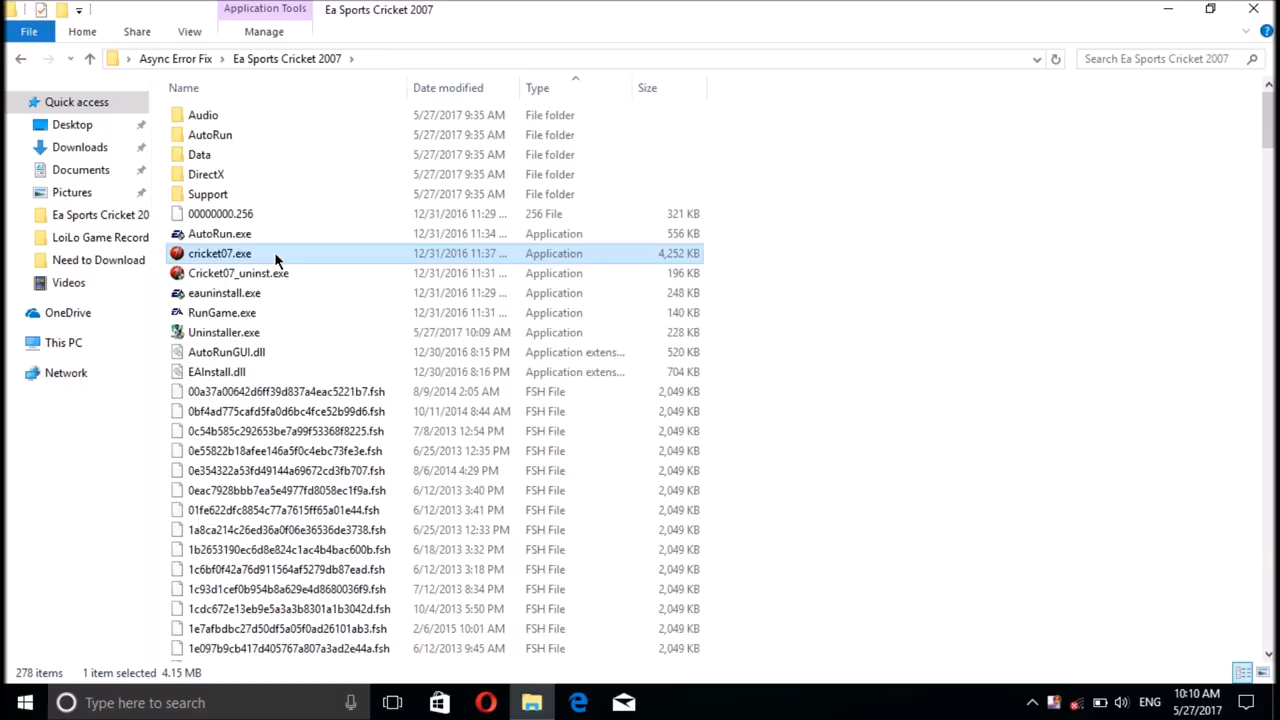 Application Tools Ea Sports Cricket 2007
File Home Share View Manage
Async Error Fix Ea Sports Cricket 2007 Search Ea Sports Cricket 2007
Name Date modified Type Size
Quick access
Desktop
Downloads
Documents
Pictures
Ea Sports Cricket 20
LoiLo Game Record
Need to Download
Videos
OneDrive
This PC
Network
Audio 5/27/2017 9:35 AM File folder
AutoRun 5/27/2017 9:35 AM File folder
Data 5/27/2017 9:35 AM File folder
DirectX 5/27/2017 9:35 AM File folder
Support 5/27/2017 9:35 AM File folder
00000000.256 12/31/2016 11:29 ... 256 File 321 KB
AutoRun.exe 12/31/2016 11:34 ... Application 556 KB
cricket07.exe 12/31/2016 11:37 ... Application 4,252 KB
Cricket07_uninst.exe 12/31/2016 11:31 ... Application 196 KB
eauninstall.exe 12/31/2016 11:29 ... Application 248 KB
RunGame.exe 12/31/2016 11:31 ... Application 140 KB
Uninstaller.exe 5/27/2017 10:09 AM Application 228 KB
AutoRunGUI.dll 12/30/2016 8:15 PM Application extens... 520 KB
EAInstall.dll 12/30/2016 8:16 PM Application extens... 704 KB
00a37a00642d6ff39d837a4eac5221b7.fsh 8/9/2014 2:05 AM FSH File 2,049 KB
0bf4ad775cafd5fa0d6bc4fce52b99d6.fsh 10/11/2014 8:44 AM FSH File 2,049 KB
0c54b585c292653be7a99f53368f8225.fsh 7/8/2013 12:54 PM FSH File 2,049 KB
0e55822b18afee146a5f0c4ebc73fe3e.fsh 6/25/2013 12:35 PM FSH File 2,049 KB
0e354322a53fd49144a69672cd3fb707.fsh 8/6/2014 4:29 PM FSH File 2,049 KB
0eac7928bbb7ea5e4977fd8058ec1f9a.fsh 6/12/2013 3:40 PM FSH File 2,049 KB
01fe622dfc8854c77a7615ff65a01e44.fsh 6/12/2013 3:41 PM FSH File 2,049 KB
1a8ca214c26ed36a0f06e36536de3738.fsh 6/25/2013 12:33 PM FSH File 2,049 KB
1b2653190ec6d8e824c1ac4b4bac600b.fsh 6/18/2013 3:32 PM FSH File 2,049 KB
1c6bf0f42a76d911564af5279db87ead.fsh 6/12/2013 3:18 PM FSH File 2,049 KB
1c93d1cef0b954b8a629e4d8680036f9.fsh 7/12/2013 8:34 PM FSH File 2,049 KB
1cdc672e13eb9e5a3a3b8301a1b3042d.fsh 10/4/2013 5:50 PM FSH File 2,049 KB
1e7afbdbc27d50df5a05f0ad26101ab3.fsh 2/6/2015 10:01 AM FSH File 2,049 KB
1e097b9cb417d405767a807a3ad2e44a.fsh 6/12/2013 9:45 AM FSH File 2,049 KB
278 items 1 item selected 4.15 MB
Type here to search ENG 10:10 AM
5/27/2017